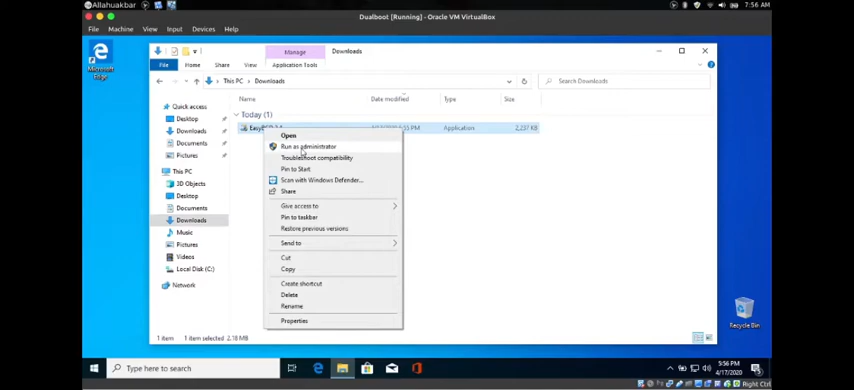 Allahuakbar
7:56 AM
Dualboot [Running] - Oracle VM VirtualBox
File Machine View Input Devices Help
Microsoft
Edge
Manage
Downloads
File Home Share View Application Tools
This PC > Downloads
Search Downloads
Name Date modified Type Size
Quick access
Desktop
Downloads
Documents
Pictures
This PC
3D Objects
Desktop
Documents
Downloads
Music
Pictures
Videos
Local Disk (C:)
Network
Today (1)
Application 2,237 KB
Open
Run as administrator
Troubleshoot compatibility
Pin to Start
Scan with Windows Defender...
Share
Give access to
Pin to taskbar
Restore previous versions
Send to
Cut
Copy
Create shortcut
Delete
Rename
Properties
1 item 1 item selected 2.18 MB
Recycle Bin
Type here to search
5:56 PM
4/17/2020